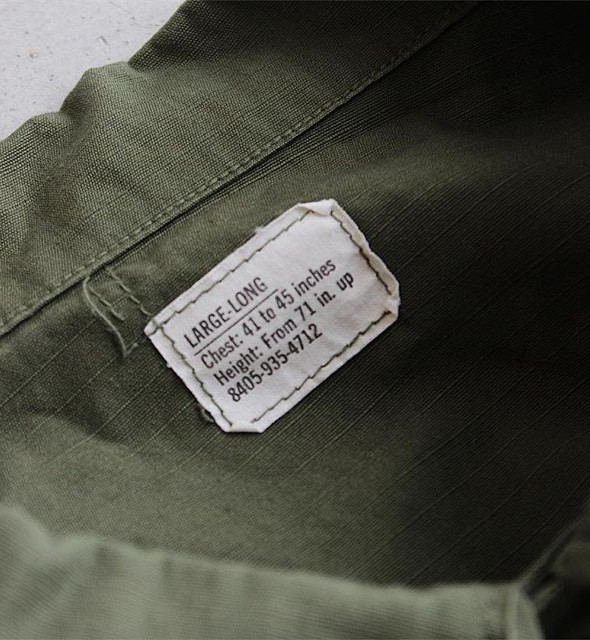 LARGE-LONG
Chest: 41 to 45 inches
Height: From 71 in. up
8405-935-4712